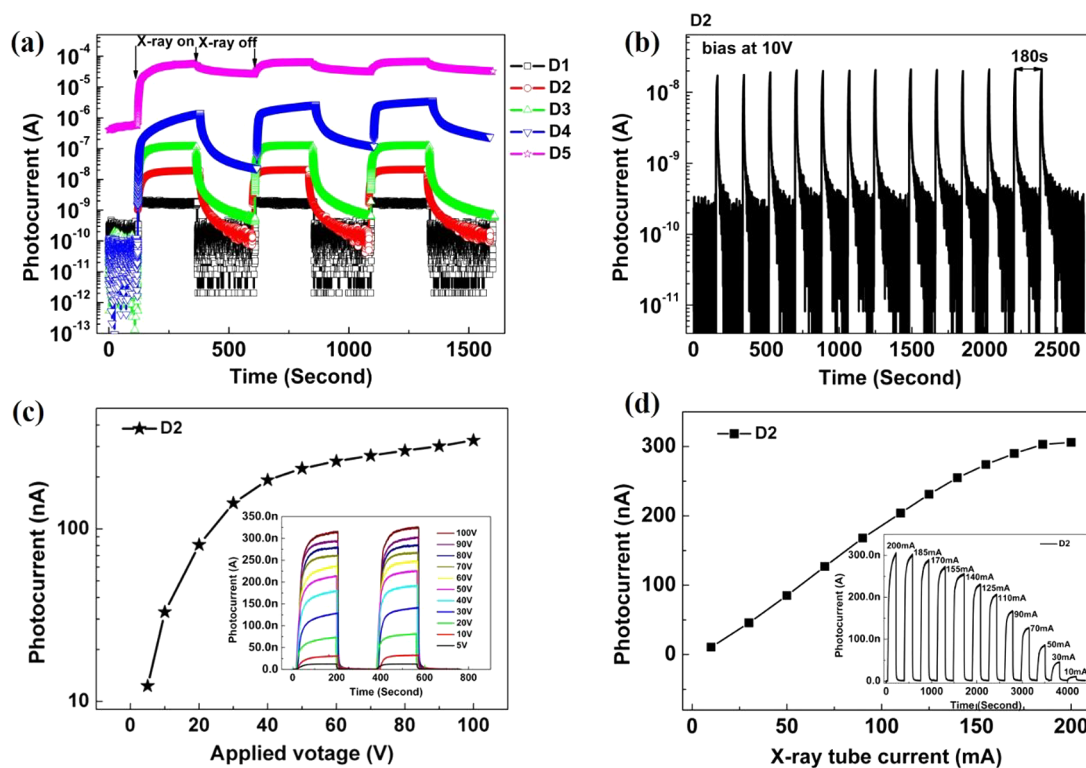 (a)
X-ray on
X-ray off
10^-4
10^-5
10^-6
10^-7
10^-8
10^-9
10^-10
10^-11
10^-12
10^-13
Photocurrent (A)
0
500
1000
1500
Time (Second)
D1
D2
D3
D4
D5
D2
(b)
bias at 10V
180s
10^-8
10^-9
10^-10
10^-11
Photocurrent (A)
0
500
1000
1500
2000
2500
Time (Second)
(c)
D2
100
10
Photocurrent (nA)
0
20
40
60
80
100
Applied votage (V)
350.0n
300.0n
250.0n
200.0n
150.0n
100.0n
50.0n
0.0
Photocurrent (A)
0
200
400
600
800
Time (Second)
100V
90V
80V
70V
60V
50V
40V
30V
20V
10V
5V
(d)
D2
300
200
100
0
Photocurrent (nA)
0
50
100
150
200
X-ray tube current (mA)
D2
300.0n
200.0n
100.0n
0.0
Photocurrent (A)
200mA
185mA
170mA
155mA
140mA
125mA
110mA
90mA
70mA
50mA
30mA
10mA
0
1000
2000
3000
4000
Time (Second)